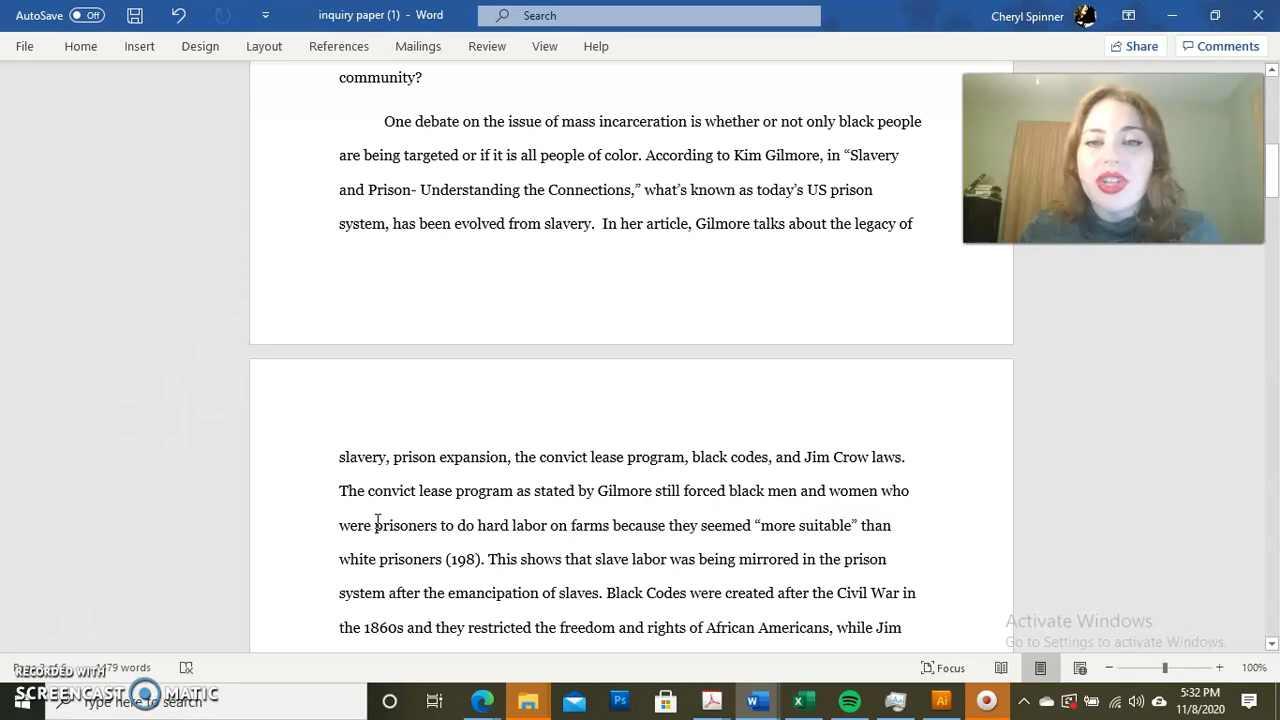 AutoSave Off inquiry paper (1) - Word Search Cheryl Spinner
File Home Insert Design Layout References Mailings Review View Help Share Comments
community?
One debate on the issue of mass incarceration is whether or not only black people
are being targeted or if it is all people of color. According to Kim Gilmore, in “Slavery
and Prison- Understanding the Connections,” what’s known as today’s US prison
system, has been evolved from slavery.  In her article, Gilmore talks about the legacy of
slavery, prison expansion, the convict lease program, black codes, and Jim Crow laws.
The convict lease program as stated by Gilmore still forced black men and women who
were prisoners to do hard labor on farms because they seemed “more suitable” than
white prisoners (198). This shows that slave labor was being mirrored in the prison
system after the emancipation of slaves. Black Codes were created after the Civil War in
the 1860s and they restricted the freedom and rights of African Americans, while Jim
Activate Windows
Go to Settings to activate Windows.
words Focus 100%
RECORDED WITH
SCREENCAST MATIC
Type here to search
5:32 PM
11/8/2020